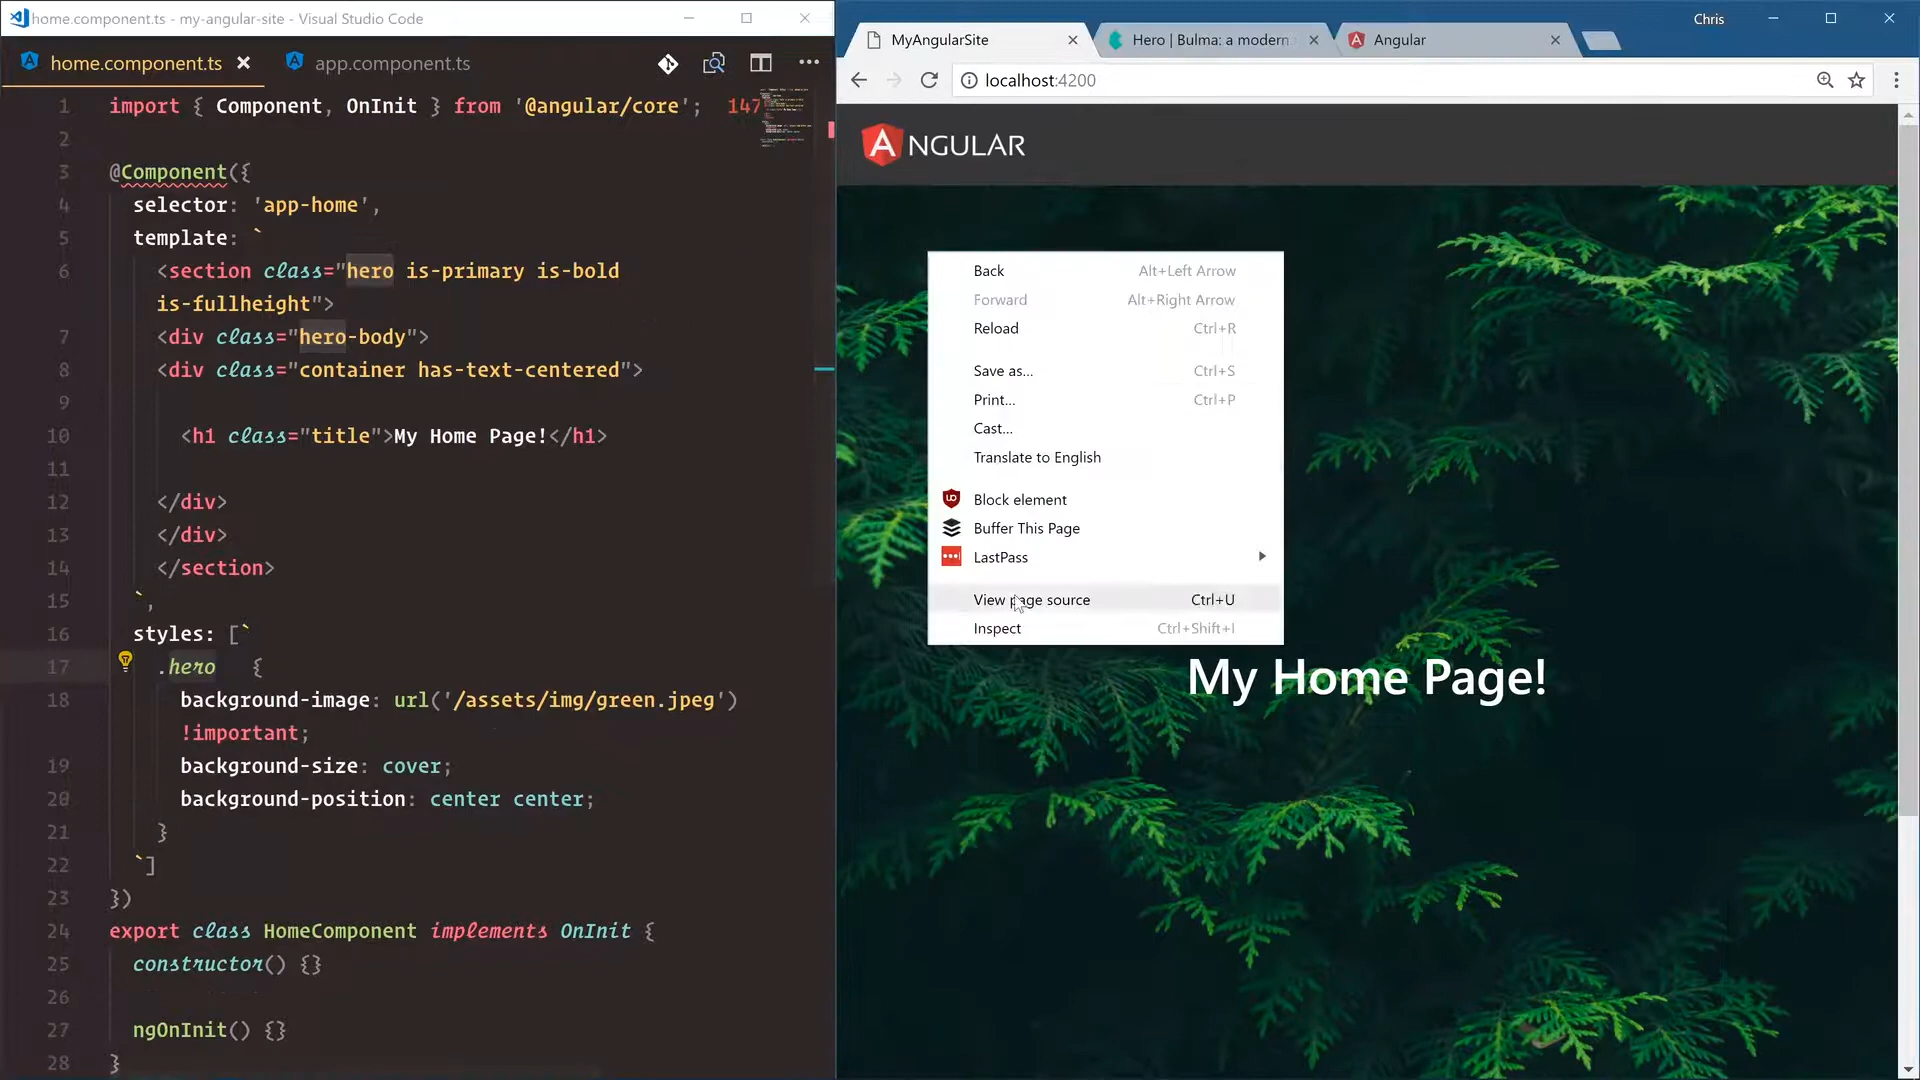 home.component.ts - my-angular-site - Visual Studio Code
home.component.ts
app.component.ts
1 import { Component, OnInit } from '@angular/core'; 147
2
3 @Component({
4 selector: 'app-home',
5 template: `
6 <section class="hero is-primary is-bold
is-fullheight">
7 <div class="hero-body">
8 <div class="container has-text-centered">
9
10 <h1 class="title">My Home Page!</h1>
11
12 </div>
13 </div>
14 </section>
15 `,
16 styles: [`
17 .hero {
18 background-image: url('/assets/img/green.jpeg')
!important;
19 background-size: cover;
20 background-position: center center;
21 }
22 `]
23 })
24 export class HomeComponent implements OnInit {
25 constructor() {}
26
27 ngOnInit() {}
28 }
Chris
MyAngularSite
Hero | Bulma: a modern
Angular
localhost:4200
ANGULAR
Back Alt+Left Arrow
Forward Alt+Right Arrow
Reload Ctrl+R
Save as... Ctrl+S
Print... Ctrl+P
Cast...
Translate to English
Block element
Buffer This Page
LastPass
View page source Ctrl+U
Inspect Ctrl+Shift+I
My Home Page!